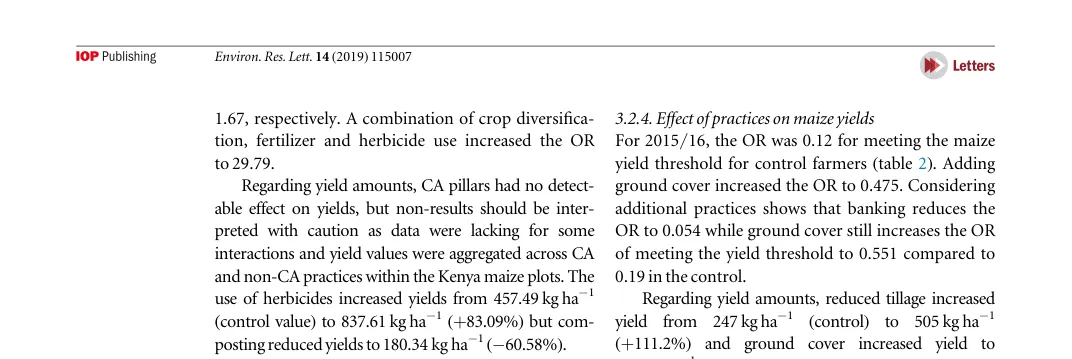 IOP Publishing
Environ. Res. Lett. 14 (2019) 115007
Letters
1.67, respectively. A combination of crop diversifica-
tion, fertilizer and herbicide use increased the OR
to 29.79.
Regarding yield amounts, CA pillars had no detect-
able effect on yields, but non-results should be inter-
preted with caution as data were lacking for some
interactions and yield values were aggregated across CA
and non-CA practices within the Kenya maize plots. The
use of herbicides increased yields from 457.49 kg ha⁻¹
(control value) to 837.61 kg ha⁻¹ (+83.09%) but com-
posting reduced yields to 180.34 kg ha⁻¹ (−60.58%).
3.2.4. Effect of practices on maize yields
For 2015/16, the OR was 0.12 for meeting the maize
yield threshold for control farmers (table 2). Adding
ground cover increased the OR to 0.475. Considering
additional practices shows that banking reduces the
OR to 0.054 while ground cover still increases the OR
of meeting the yield threshold to 0.551 compared to
0.19 in the control.
Regarding yield amounts, reduced tillage increased
yield from 247 kg ha⁻¹ (control) to 505 kg ha⁻¹
(+111.2%) and ground cover increased yield to